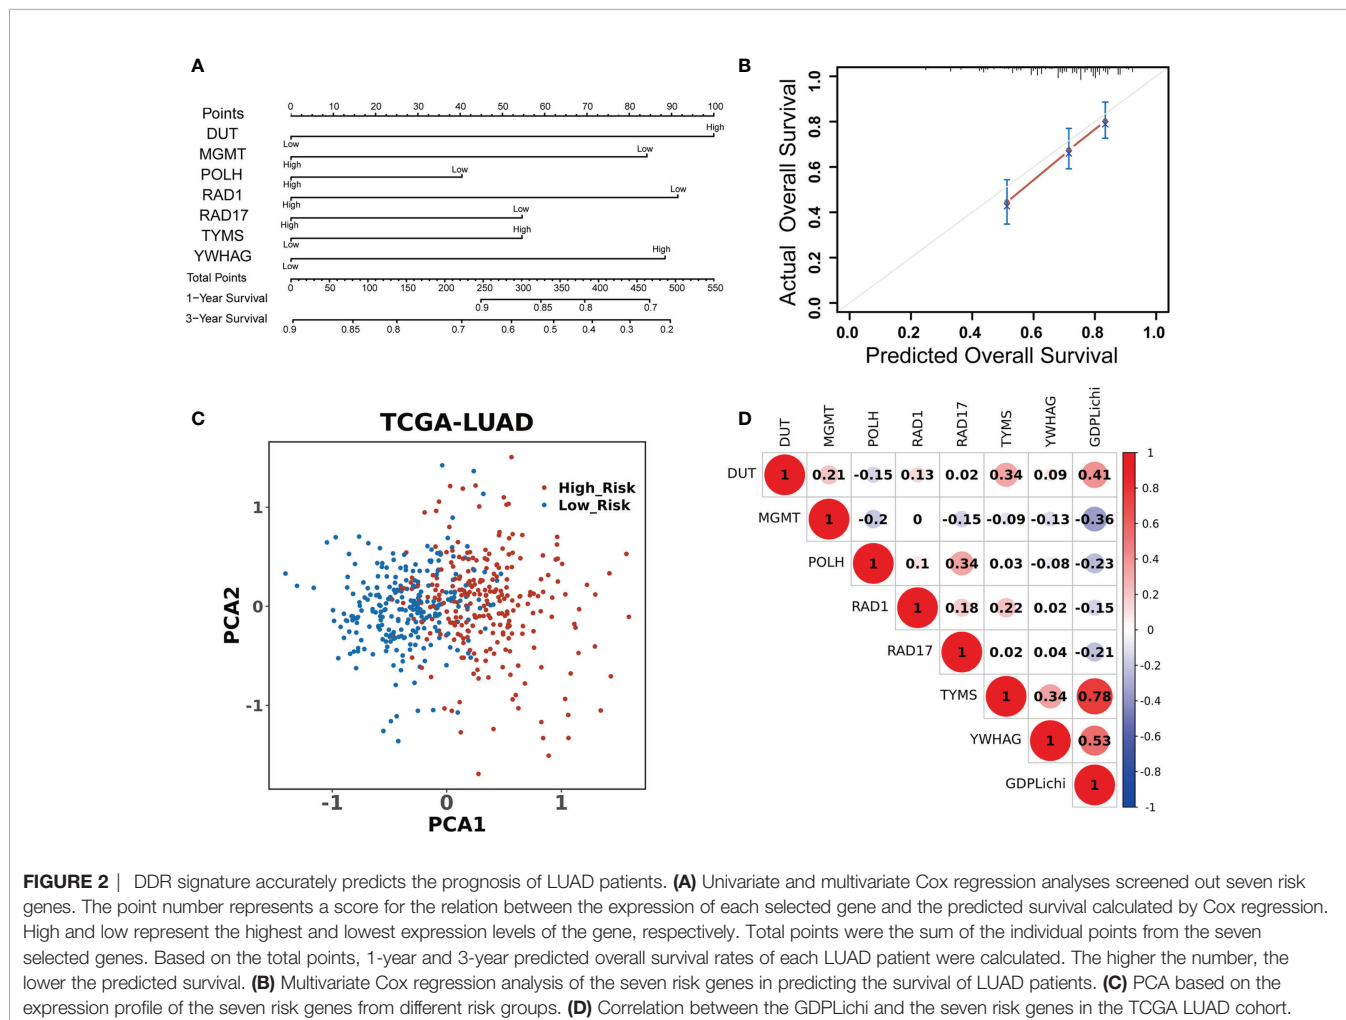 A
Points
0 10 20 30 40 50 60 70 80 90 100
DUT
Low High
MGMT
High Low
POLH
High Low
RAD1
High Low
RAD17
High Low
TYMS
Low High
YWHAG
Low High
Total Points
0 50 100 150 200 250 300 350 400 450 500 550
1−Year Survival
0.9 0.85 0.8 0.7
3−Year Survival
0.9 0.85 0.8 0.7 0.6 0.5 0.4 0.3 0.2
B
Actual Overall Survival
1.0
0.8
0.6
0.4
0.2
0.0
0.0 0.2 0.4 0.6 0.8 1.0
Predicted Overall Survival
C
TCGA-LUAD
High_Risk
Low_Risk
PCA2
1
0
-1
-1 0 1
PCA1
D
DUT MGMT POLH RAD1 RAD17 TYMS YWHAG GDPLichi
DUT 1 0.21 -0.15 0.13 0.02 0.34 0.09 0.41
MGMT 1 -0.2 0 -0.15 -0.09 -0.13 -0.36
POLH 1 0.1 0.34 0.03 -0.08 -0.23
RAD1 1 0.18 0.22 0.02 -0.15
RAD17 1 0.02 0.04 -0.21
TYMS 1 0.34 0.78
YWHAG 1 0.53
GDPLichi 1
1
0.8
0.6
0.4
0.2
0
-0.2
-0.4
-0.6
-0.8
-1
FIGURE 2 | DDR signature accurately predicts the prognosis of LUAD patients. (A) Univariate and multivariate Cox regression analyses screened out seven risk
genes. The point number represents a score for the relation between the expression of each selected gene and the predicted survival calculated by Cox regression.
High and low represent the highest and lowest expression levels of the gene, respectively. Total points were the sum of the individual points from the seven
selected genes. Based on the total points, 1-year and 3-year predicted overall survival rates of each LUAD patient were calculated. The higher the number, the
lower the predicted survival. (B) Multivariate Cox regression analysis of the seven risk genes in predicting the survival of LUAD patients. (C) PCA based on the
expression profile of the seven risk genes from different risk groups. (D) Correlation between the GDPLichi and the seven risk genes in the TCGA LUAD cohort.